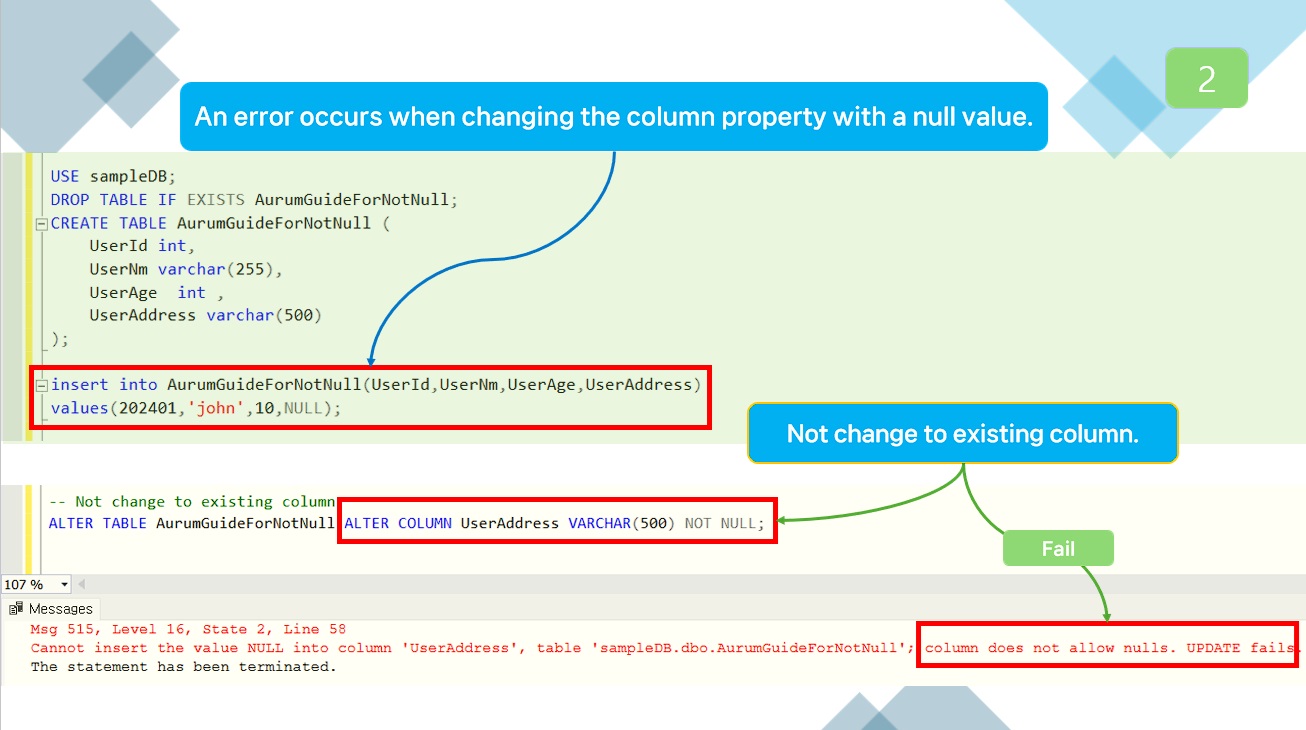 2
An error occurs when changing the column property with a null value.
USE sampleDB;
DROP TABLE IF EXISTS AurumGuideForNotNull;
CREATE TABLE AurumGuideForNotNull (
UserId int,
UserNm varchar(255),
UserAge  int ,
UserAddress varchar(500)
);
insert into AurumGuideForNotNull(UserId,UserNm,UserAge,UserAddress)
values(202401,'john',10,NULL);
Not change to existing column.
-- Not change to existing column
ALTER TABLE AurumGuideForNotNull ALTER COLUMN UserAddress VARCHAR(500) NOT NULL;
Fail
107 %
Messages
Msg 515, Level 16, State 2, Line 58
Cannot insert the value NULL into column 'UserAddress', table 'sampleDB.dbo.AurumGuideForNotNull'; column does not allow nulls. UPDATE fails.
The statement has been terminated.